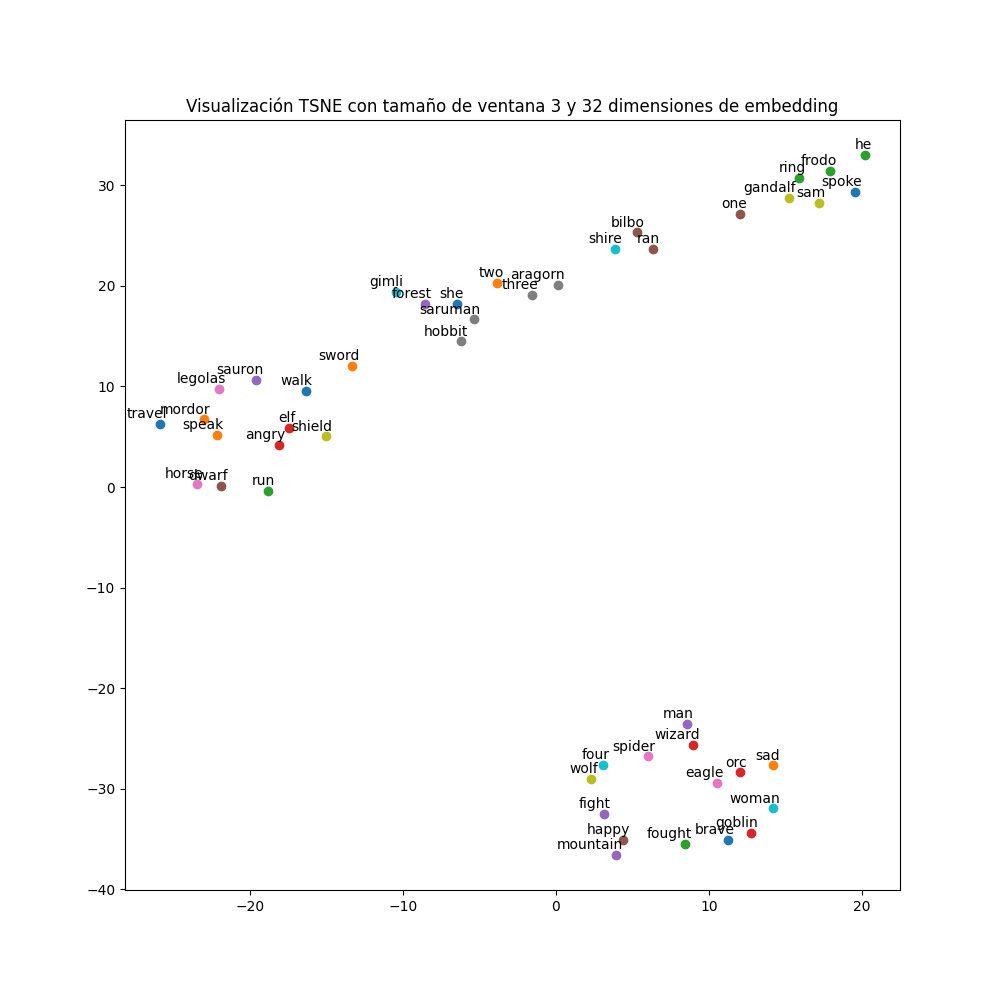 Visualización TSNE con tamaño de ventana 3 y 32 dimensiones de embedding
he
frodo
ring
spoke
gandalf
sam
one
bilbo
shire
ran
30
gimli
two
aragorn
three
forest
she
saruman
hobbit
20
sword
sauron
legolas
walk
10
travel
mordor
speak
elf
shield
angry
horse
dwarf
run
0
−10
−20
man
wizard
spider
four
wolf
eagle
orc
sad
woman
−30
fight
happy
mountain
fought
brave
goblin
−40
−20
−10
0
10
20